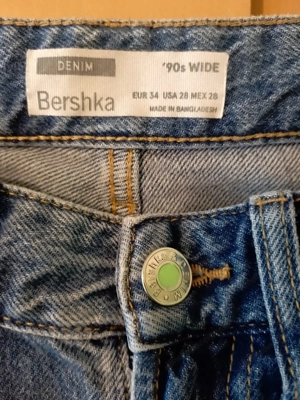 DENIM
'90s WIDE
Bershka
EUR 34 USA 28 MEX 28
MADE IN BANGLADESH